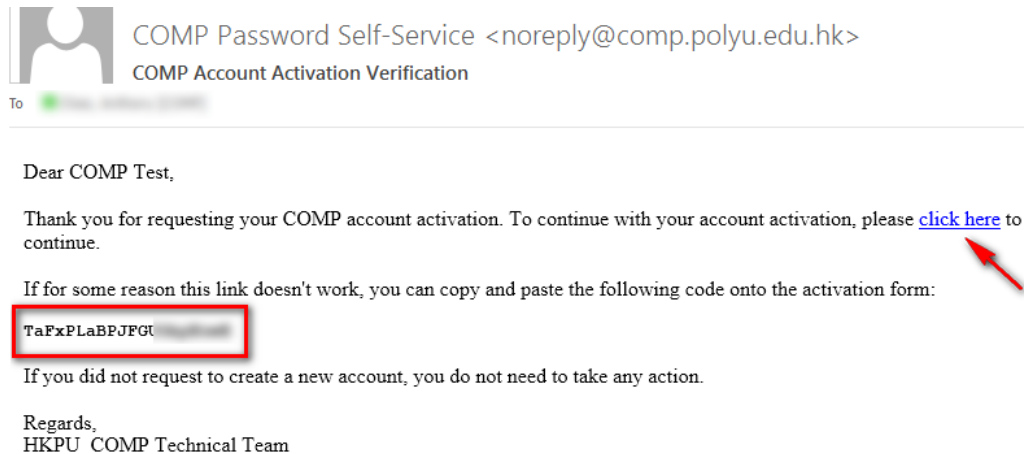 COMP Password Self-Service <noreply@comp.polyu.edu.hk>
COMP Account Activation Verification
To
Dear COMP Test,
Thank you for requesting your COMP account activation. To continue with your account activation, please click here to
continue.
If for some reason this link doesn't work, you can copy and paste the following code onto the activation form:
TaFxPLaBPJFGU
If you did not request to create a new account, you do not need to take any action.
Regards,
HKPU COMP Technical Team